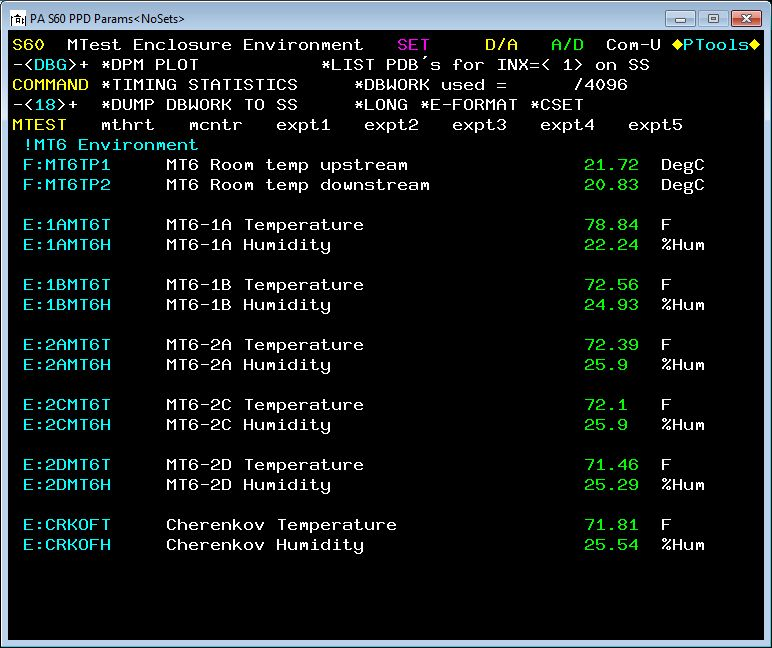 PA S60 PPD Params<NoSets>
S60 MTest Enclosure Environment SET D/A A/D Com-U ◆PTools◆
-<DBG>+ *DPM PLOT *LIST PDB's for INX=< 1> on SS
COMMAND *TIMING STATISTICS *DBWORK used = /4096
-<18>+ *DUMP DBWORK TO SS *LONG *E-FORMAT *CSET
MTEST mthrt mcntr expt1 expt2 expt3 expt4 expt5
!MT6 Environment
F:MT6TP1 MT6 Room temp upstream 21.72 DegC
F:MT6TP2 MT6 Room temp downstream 20.83 DegC
E:1AMT6T MT6-1A Temperature 78.84 F
E:1AMT6H MT6-1A Humidity 22.24 %Hum
E:1BMT6T MT6-1B Temperature 72.56 F
E:1BMT6H MT6-1B Humidity 24.93 %Hum
E:2AMT6T MT6-2A Temperature 72.39 F
E:2AMT6H MT6-2A Humidity 25.9 %Hum
E:2CMT6T MT6-2C Temperature 72.1 F
E:2CMT6H MT6-2C Humidity 25.9 %Hum
E:2DMT6T MT6-2D Temperature 71.46 F
E:2DMT6H MT6-2D Humidity 25.29 %Hum
E:CRKOFT Cherenkov Temperature 71.81 F
E:CRKOFH Cherenkov Humidity 25.54 %Hum